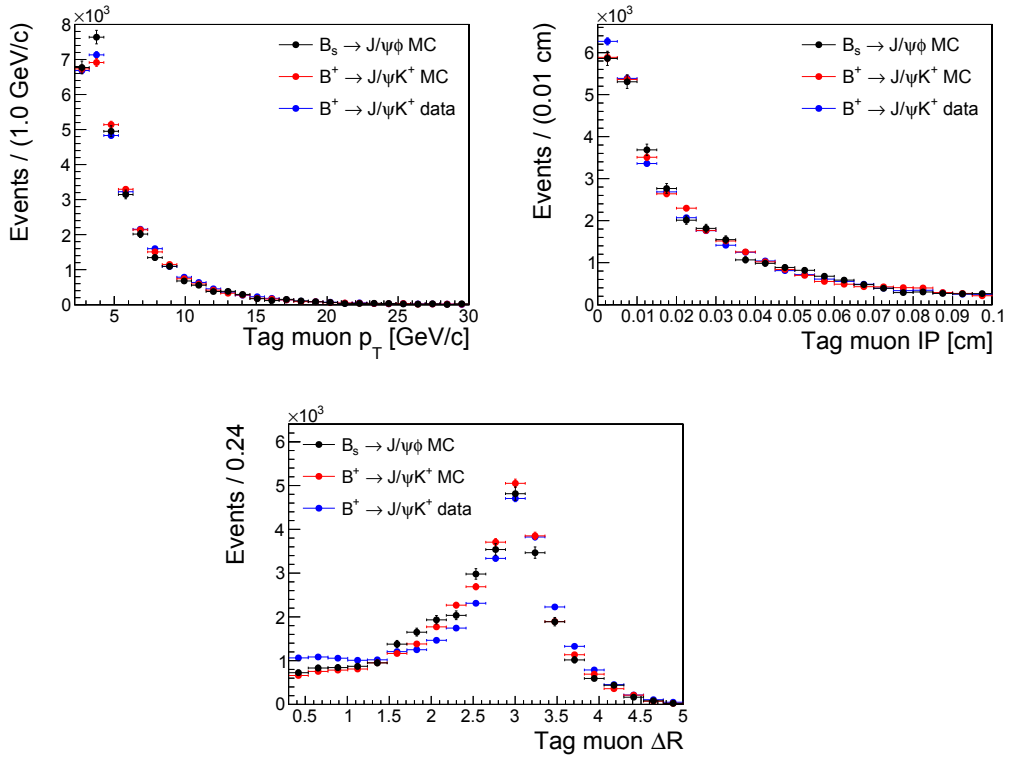 ×10³
8
7
6
5
4
3
2
1
0
Events / (1.0 GeV/c)
B_s → J/ψϕ MC
B⁺ → J/ψK⁺ MC
B⁺ → J/ψK⁺ data
5 10 15 20 25 30
Tag muon p_T [GeV/c]
×10³
6
5
4
3
2
1
0
Events / (0.01 cm)
B_s → J/ψϕ MC
B⁺ → J/ψK⁺ MC
B⁺ → J/ψK⁺ data
0 0.01 0.02 0.03 0.04 0.05 0.06 0.07 0.08 0.09 0.1
Tag muon IP [cm]
×10³
6
5
4
3
2
1
0
Events / 0.24
B_s → J/ψϕ MC
B⁺ → J/ψK⁺ MC
B⁺ → J/ψK⁺ data
0.5 1 1.5 2 2.5 3 3.5 4 4.5 5
Tag muon ΔR